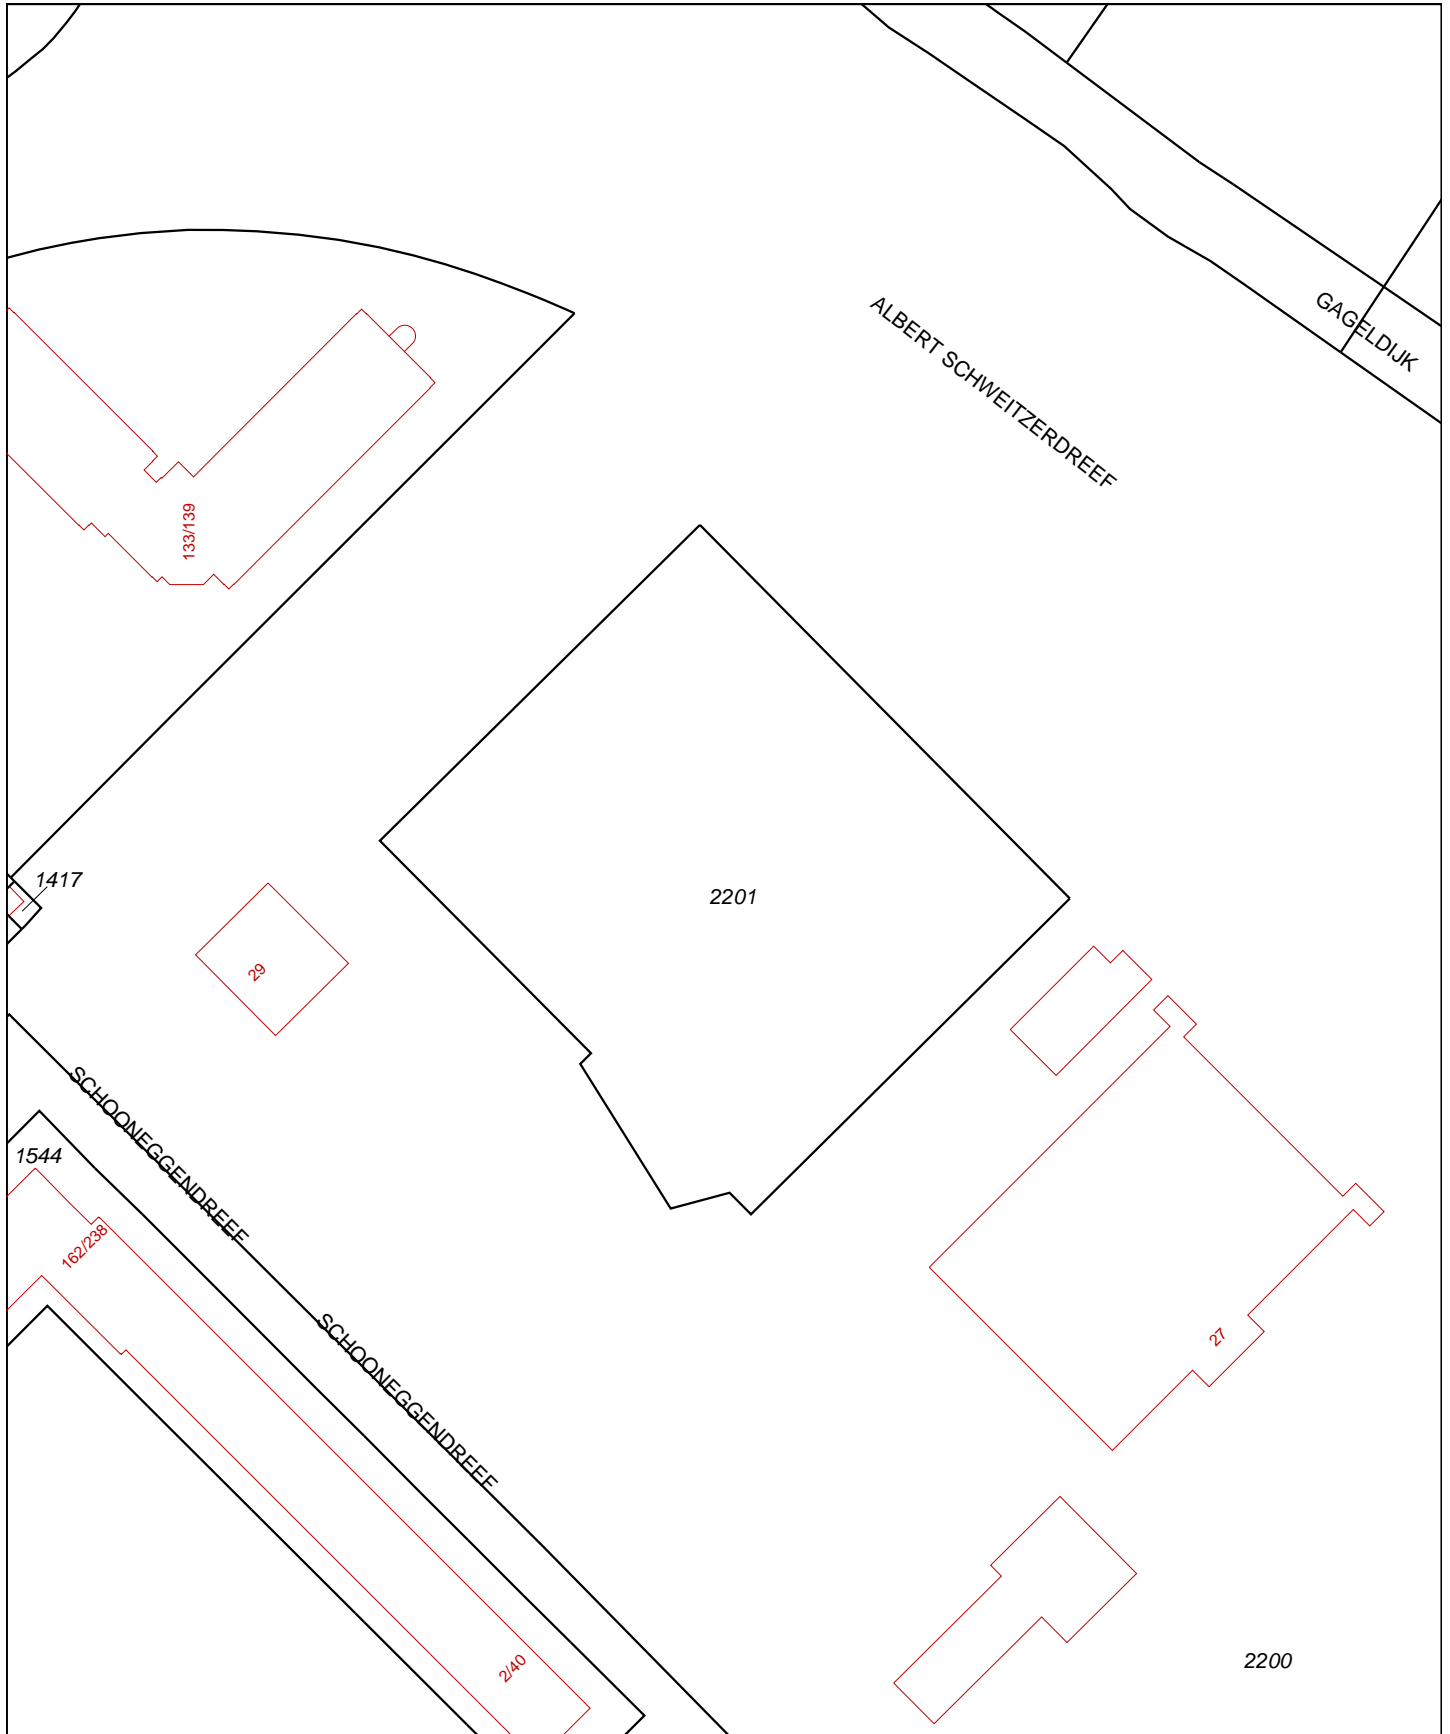 GAGELDIJK
ALBERT SCHWEITZERDREEF
133/139
1417
2201
29
SCHOONEGGENDREEF
1544
162/238
SCHOONEGGENDREEF
27
2/40
2200